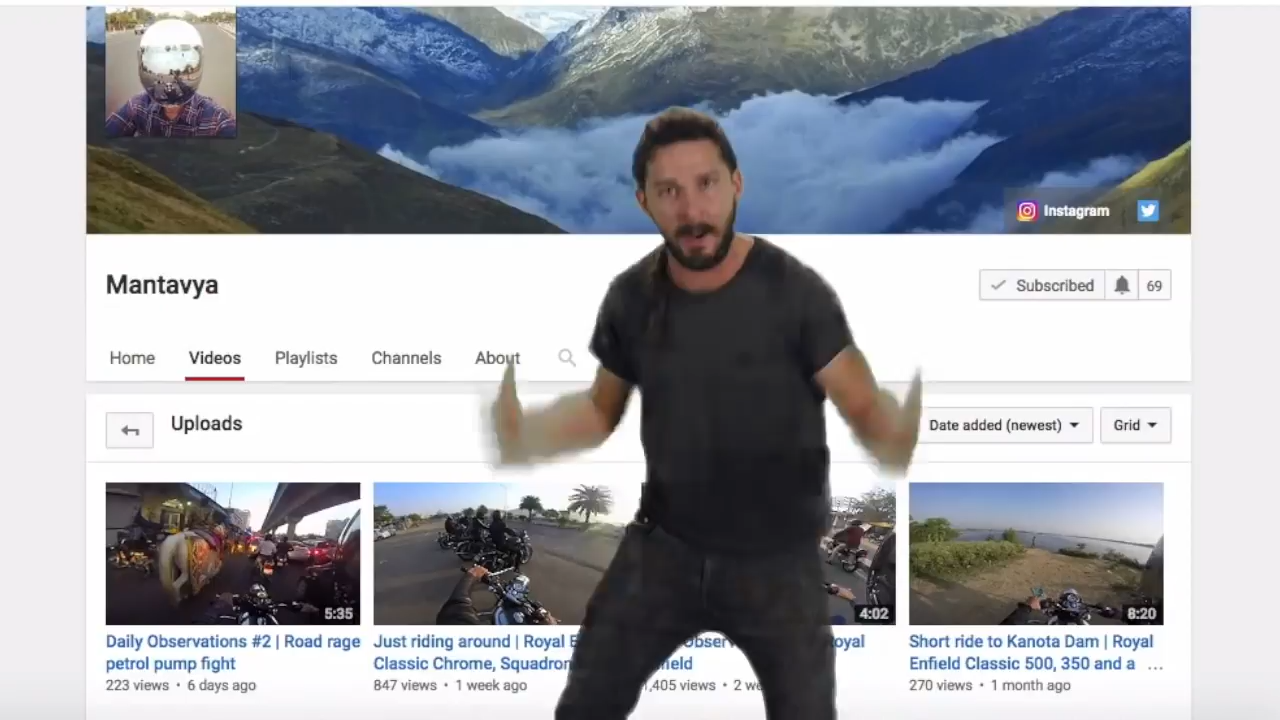 Instagram
Mantavya
Subscribed 69
Home Videos Playlists Channels About
Uploads
Date added (newest) Grid
5:35
4:02
8:20
Daily Observations #2 | Road rage
petrol pump fight
223 views • 6 days ago
Just riding around | Royal E
Classic Chrome, Squadron
847 views • 1 week ago
Observ
field
,405 views • 2 we
Short ride to Kanota Dam | Royal
Enfield Classic 500, 350 and a ...
270 views • 1 month ago